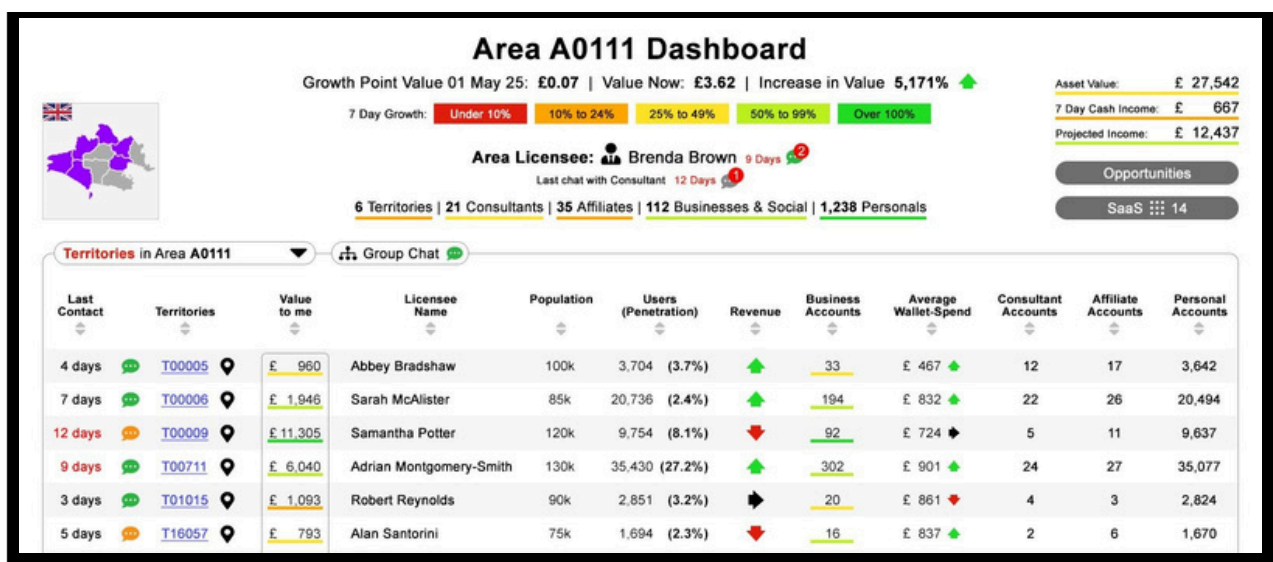 Area A0111 Dashboard
Growth Point Value 01 May 25: £0.07 | Value Now: £3.62 | Increase in Value 5,171%
Asset Value: £ 27,542
7 Day Growth: Under 10% 10% to 24% 25% to 49% 50% to 99% Over 100%
7 Day Cash Income: £ 667
Projected Income: £ 12,437
Area Licensee: Brenda Brown 9 Days 2
Last chat with Consultant 12 Days 1
Opportunities
6 Territories | 21 Consultants | 35 Affiliates | 112 Businesses & Social | 1,238 Personals
SaaS 14
Territories in Area A0111
Group Chat
Last Contact Territories Value to me Licensee Name Population Users (Penetration) Revenue Business Accounts Average Wallet-Spend Consultant Accounts Affiliate Accounts Personal Accounts
4 days T00005 £ 960 Abbey Bradshaw 100k 3,704 (3.7%) 33 £ 467 12 17 3,642
7 days T00006 £ 1,946 Sarah McAlister 85k 20,736 (2.4%) 194 £ 832 22 26 20,494
12 days T00009 £ 11,305 Samantha Potter 120k 9,754 (8.1%) 92 £ 724 5 11 9,637
9 days T00711 £ 6,040 Adrian Montgomery-Smith 130k 35,430 (27.2%) 302 £ 901 24 27 35,077
3 days T01015 £ 1,093 Robert Reynolds 90k 2,851 (3.2%) 20 £ 861 4 3 2,824
5 days T16057 £ 793 Alan Santorini 75k 1,694 (2.3%) 16 £ 837 2 6 1,670